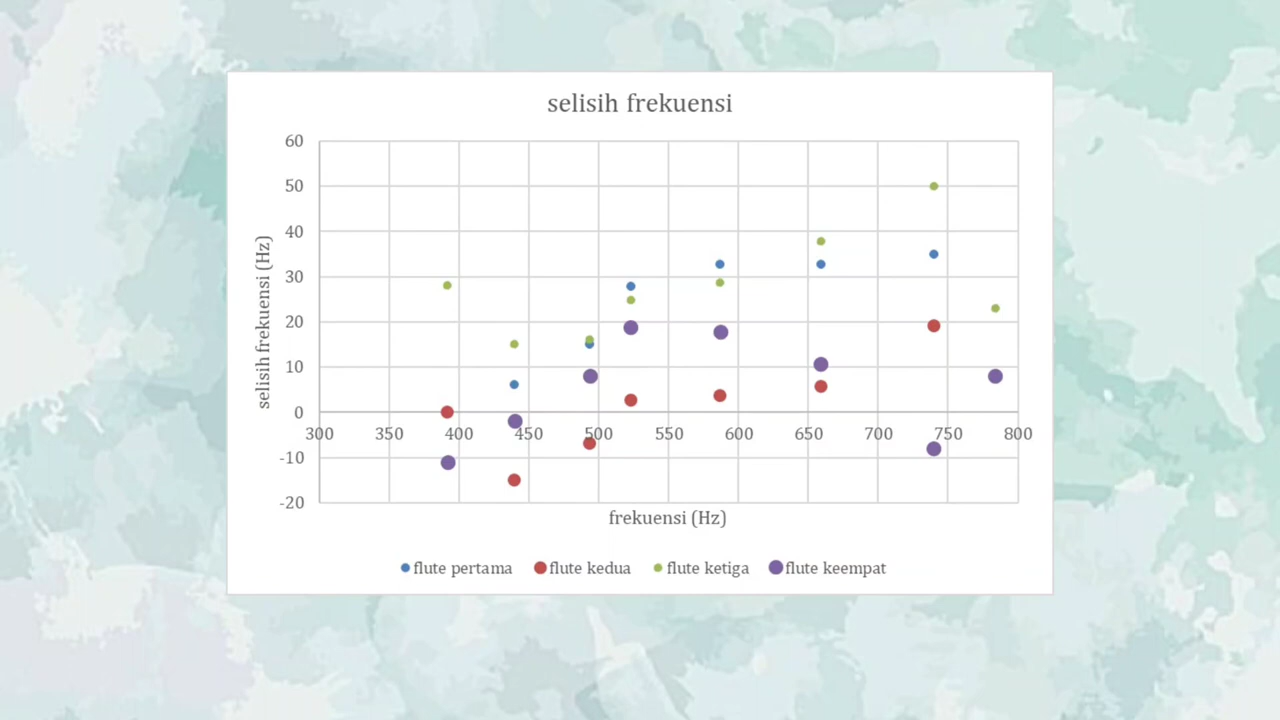 selisih frekuensi
60
50
40
30
20
10
0
-10
-20
selisih frekuensi (Hz)
300 350 400 450 500 550 600 650 700 750 800
frekuensi (Hz)
flute pertama flute kedua flute ketiga flute keempat